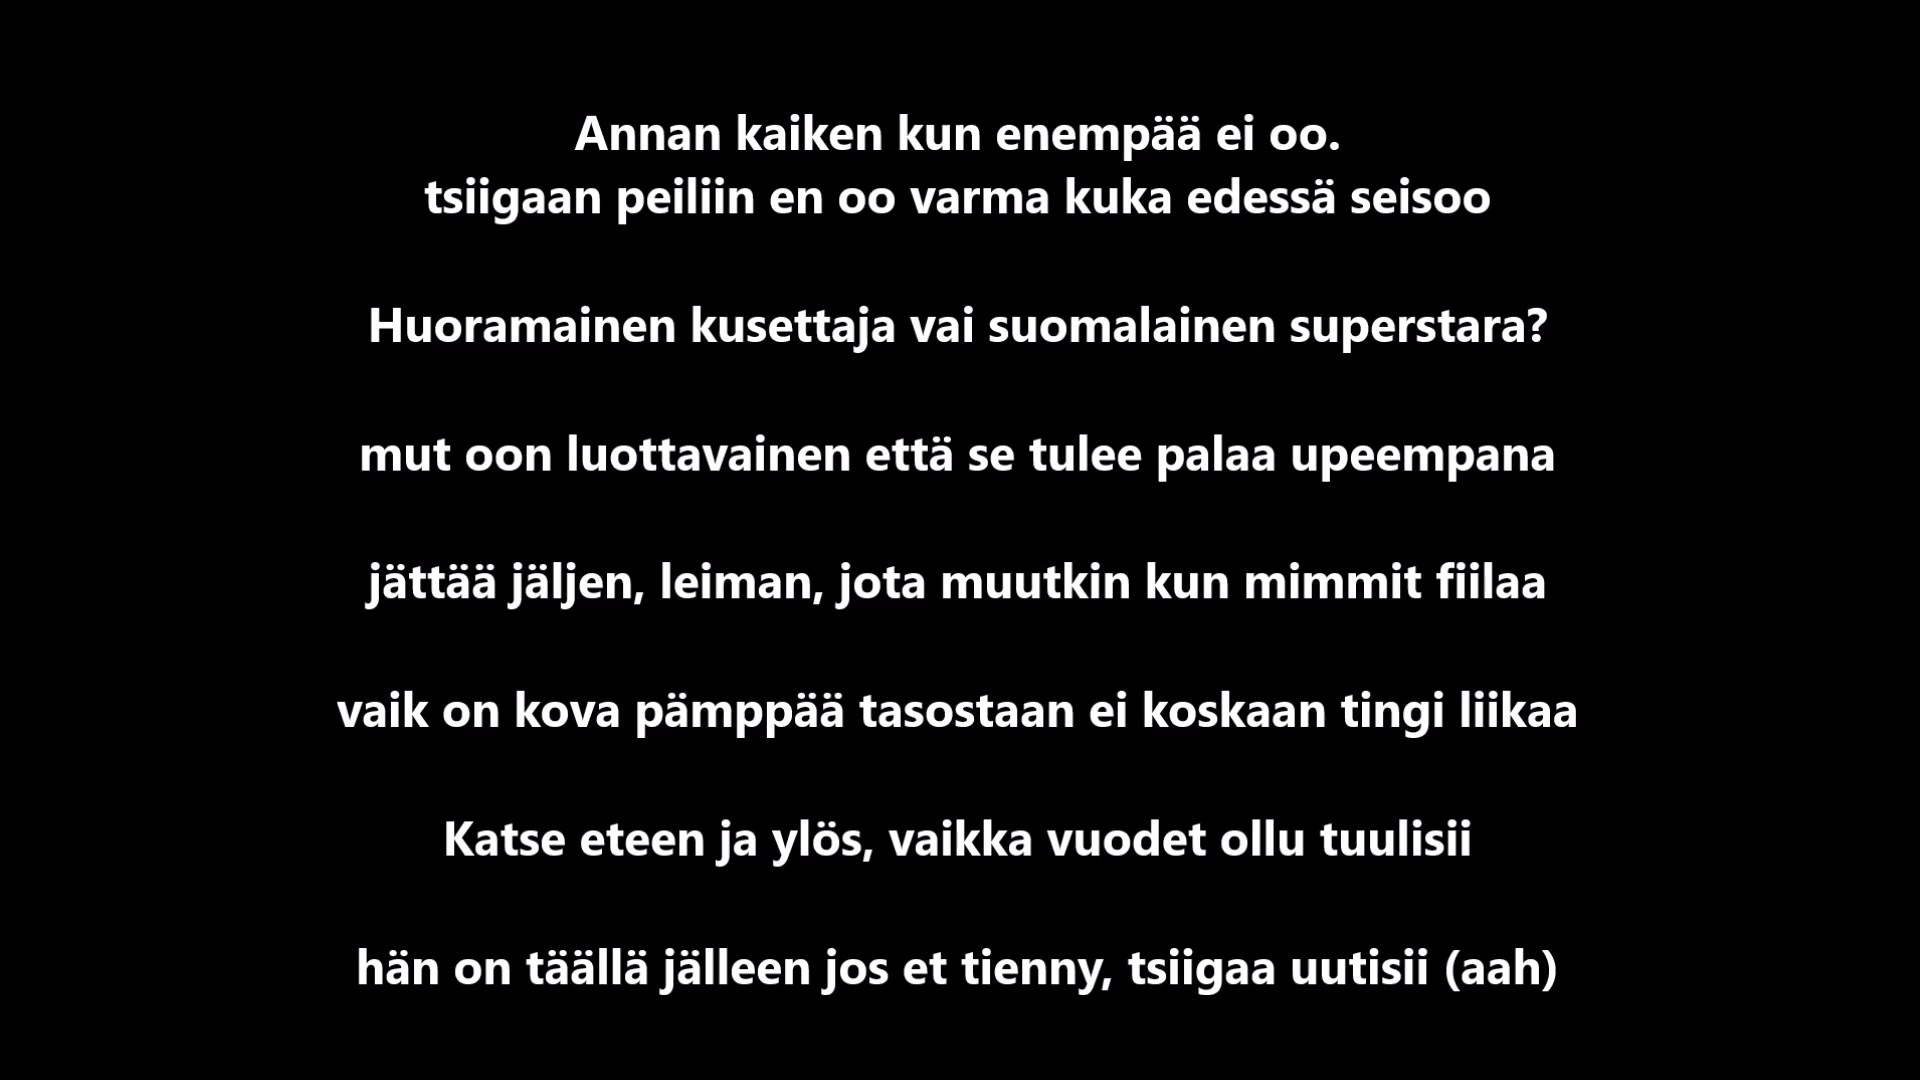 Annan kaiken kun enempää ei oo.
tsiigaan peiliin en oo varma kuka edessä seisoo
Huoramainen kusettaja vai suomalainen superstara?
mut oon luottavainen että se tulee palaa upeempana
jättää jäljen, leiman, jota muutkin kun mimmit fiilaa
vaik on kova pämppää tasostaan ei koskaan tingi liikaa
Katse eteen ja ylös, vaikka vuodet ollu tuulisii
hän on täällä jälleen jos et tienny, tsiigaa uutisii (aah)